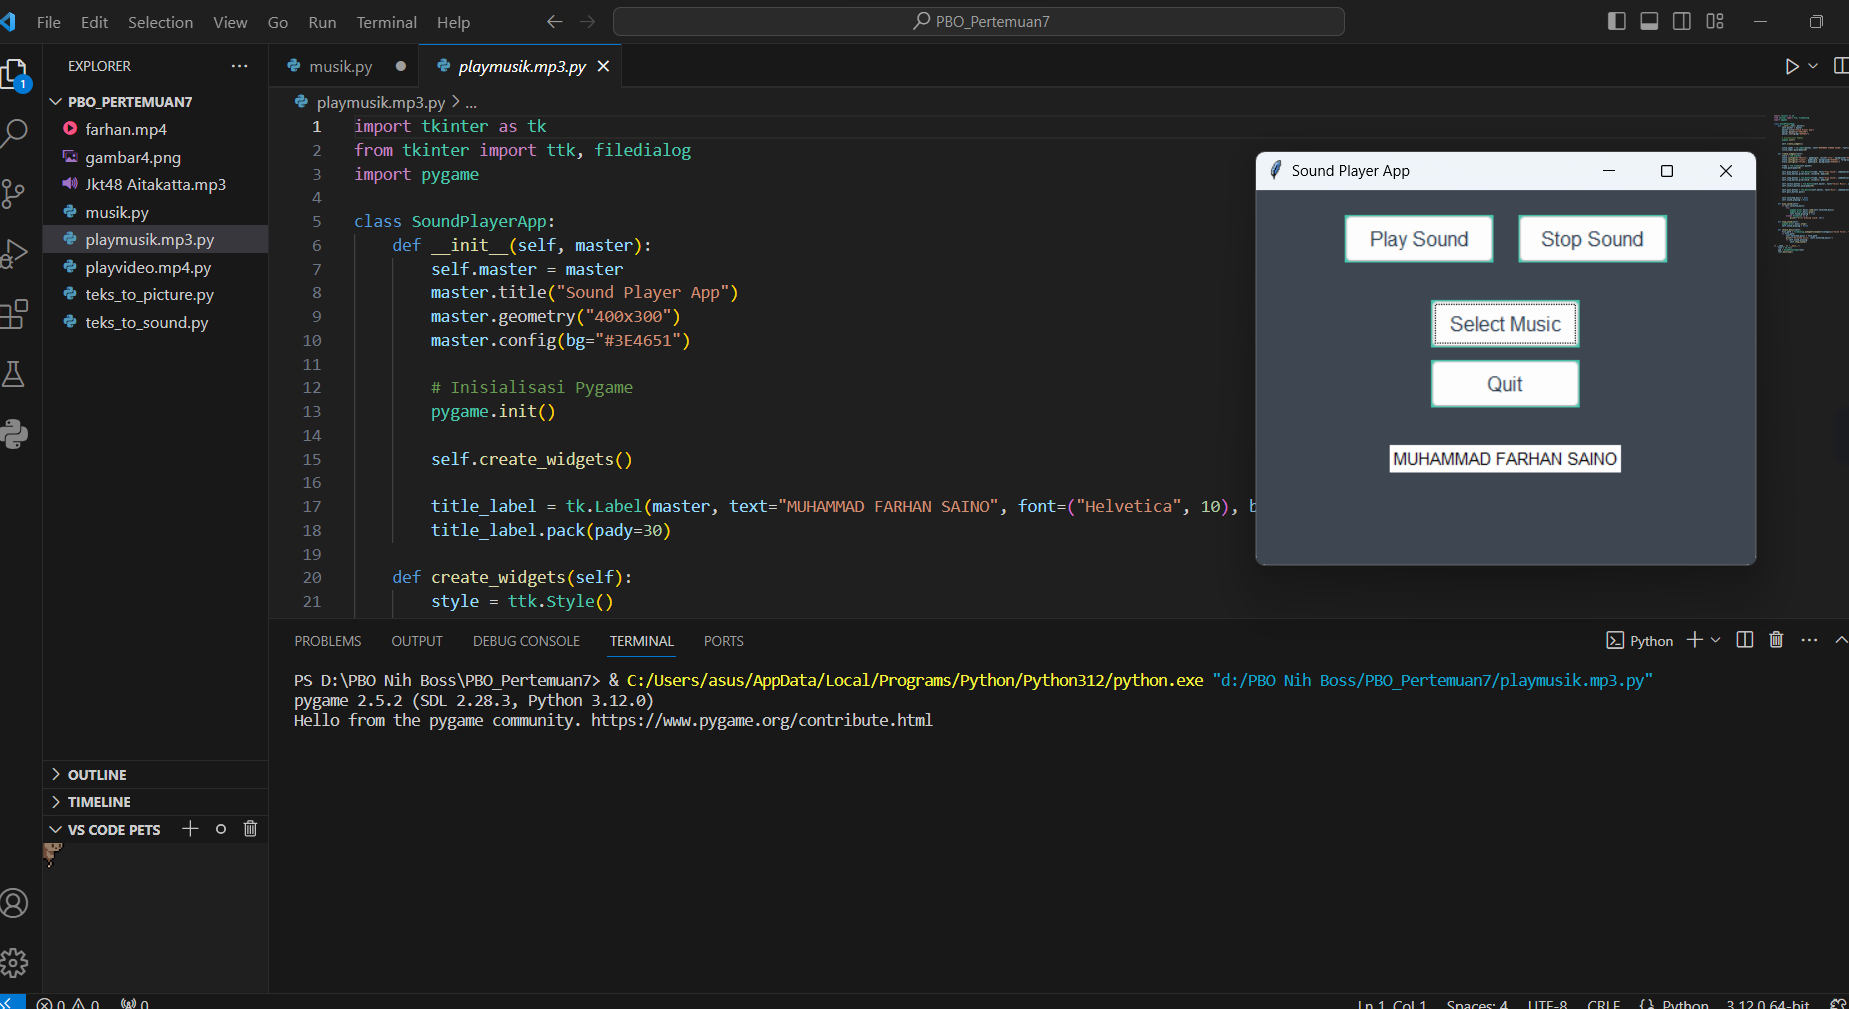 File Edit Selection View Go Run Terminal Help
PBO_Pertemuan7
EXPLORER
PBO_PERTEMUAN7
farhan.mp4
gambar4.png
Jkt48 Aitakatta.mp3
musik.py
playmusik.mp3.py
playvideo.mp4.py
teks_to_picture.py
teks_to_sound.py
OUTLINE
TIMELINE
VS CODE PETS
1
musik.py
playmusik.mp3.py
playmusik.mp3.py > ...
1 import tkinter as tk
2 from tkinter import ttk, filedialog
3 import pygame
4
5 class SoundPlayerApp:
6 def __init__(self, master):
7 self.master = master
8 master.title("Sound Player App")
9 master.geometry("400x300")
10 master.config(bg="#3E4651")
11
12 # Inisialisasi Pygame
13 pygame.init()
14
15 self.create_widgets()
16
17 title_label = tk.Label(master, text="MUHAMMAD FARHAN SAINO", font=("Helvetica", 10), b
18 title_label.pack(pady=30)
19
20 def create_widgets(self):
21 style = ttk.Style()
Sound Player App
Play Sound Stop Sound
Select Music
Quit
MUHAMMAD FARHAN SAINO
PROBLEMS OUTPUT DEBUG CONSOLE TERMINAL PORTS
Python
PS D:\PBO Nih Boss\PBO_Pertemuan7> & C:/Users/asus/AppData/Local/Programs/Python/Python312/python.exe "d:/PBO Nih Boss/PBO_Pertemuan7/playmusik.mp3.py"
pygame 2.5.2 (SDL 2.28.3, Python 3.12.0)
Hello from the pygame community. https://www.pygame.org/contribute.html
0 0 0
Ln 1, Col 1 Spaces: 4 UTF-8 CRLF Python 3.12.0 64-bit